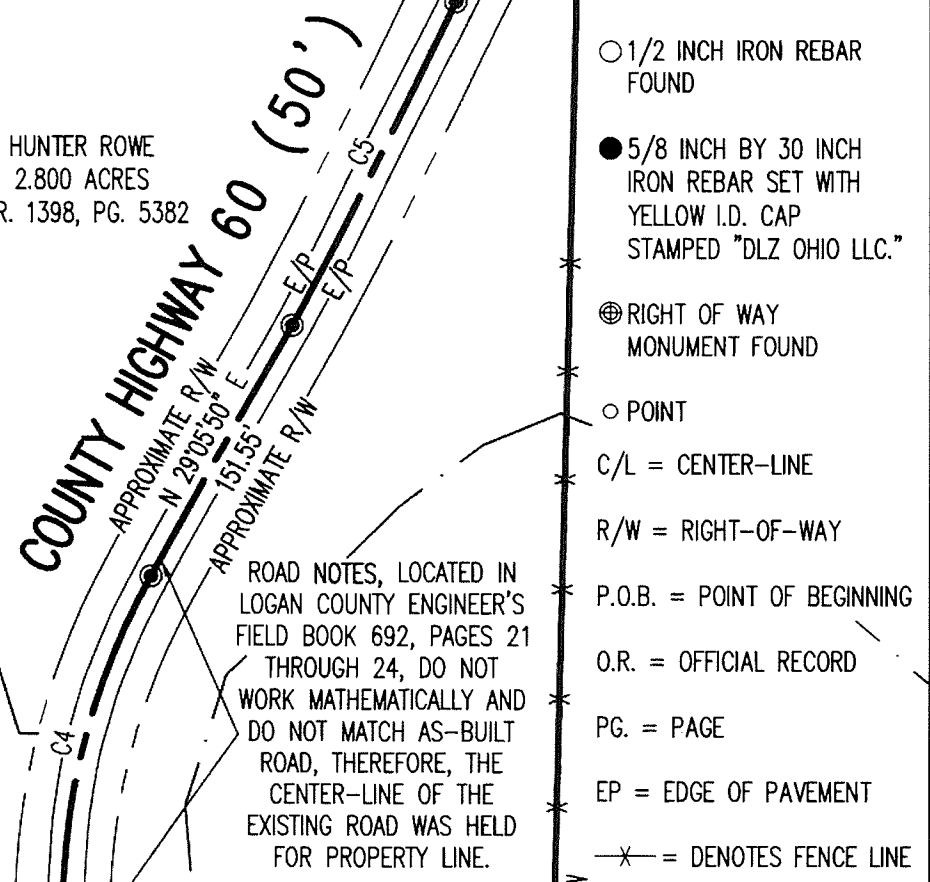 HUNTER ROWE
2.800 ACRES
R. 1398, PG. 5382
COUNTY HIGHWAY 60 (50')
C5
E/P
E/P
APPROXIMATE R/W
N 29°05'50" E
151.55'
APPROXIMATE R/W
C4
ROAD NOTES, LOCATED IN
LOGAN COUNTY ENGINEER'S
FIELD BOOK 692, PAGES 21
THROUGH 24, DO NOT
WORK MATHEMATICALLY AND
DO NOT MATCH AS-BUILT
ROAD, THEREFORE, THE
CENTER-LINE OF THE
EXISTING ROAD WAS HELD
FOR PROPERTY LINE.
1/2 INCH IRON REBAR
FOUND
5/8 INCH BY 30 INCH
IRON REBAR SET WITH
YELLOW I.D. CAP
STAMPED "DLZ OHIO LLC."
RIGHT OF WAY
MONUMENT FOUND
POINT
C/L = CENTER-LINE
R/W = RIGHT-OF-WAY
P.O.B. = POINT OF BEGINNING
O.R. = OFFICIAL RECORD
PG. = PAGE
EP = EDGE OF PAVEMENT
—X— = DENOTES FENCE LINE